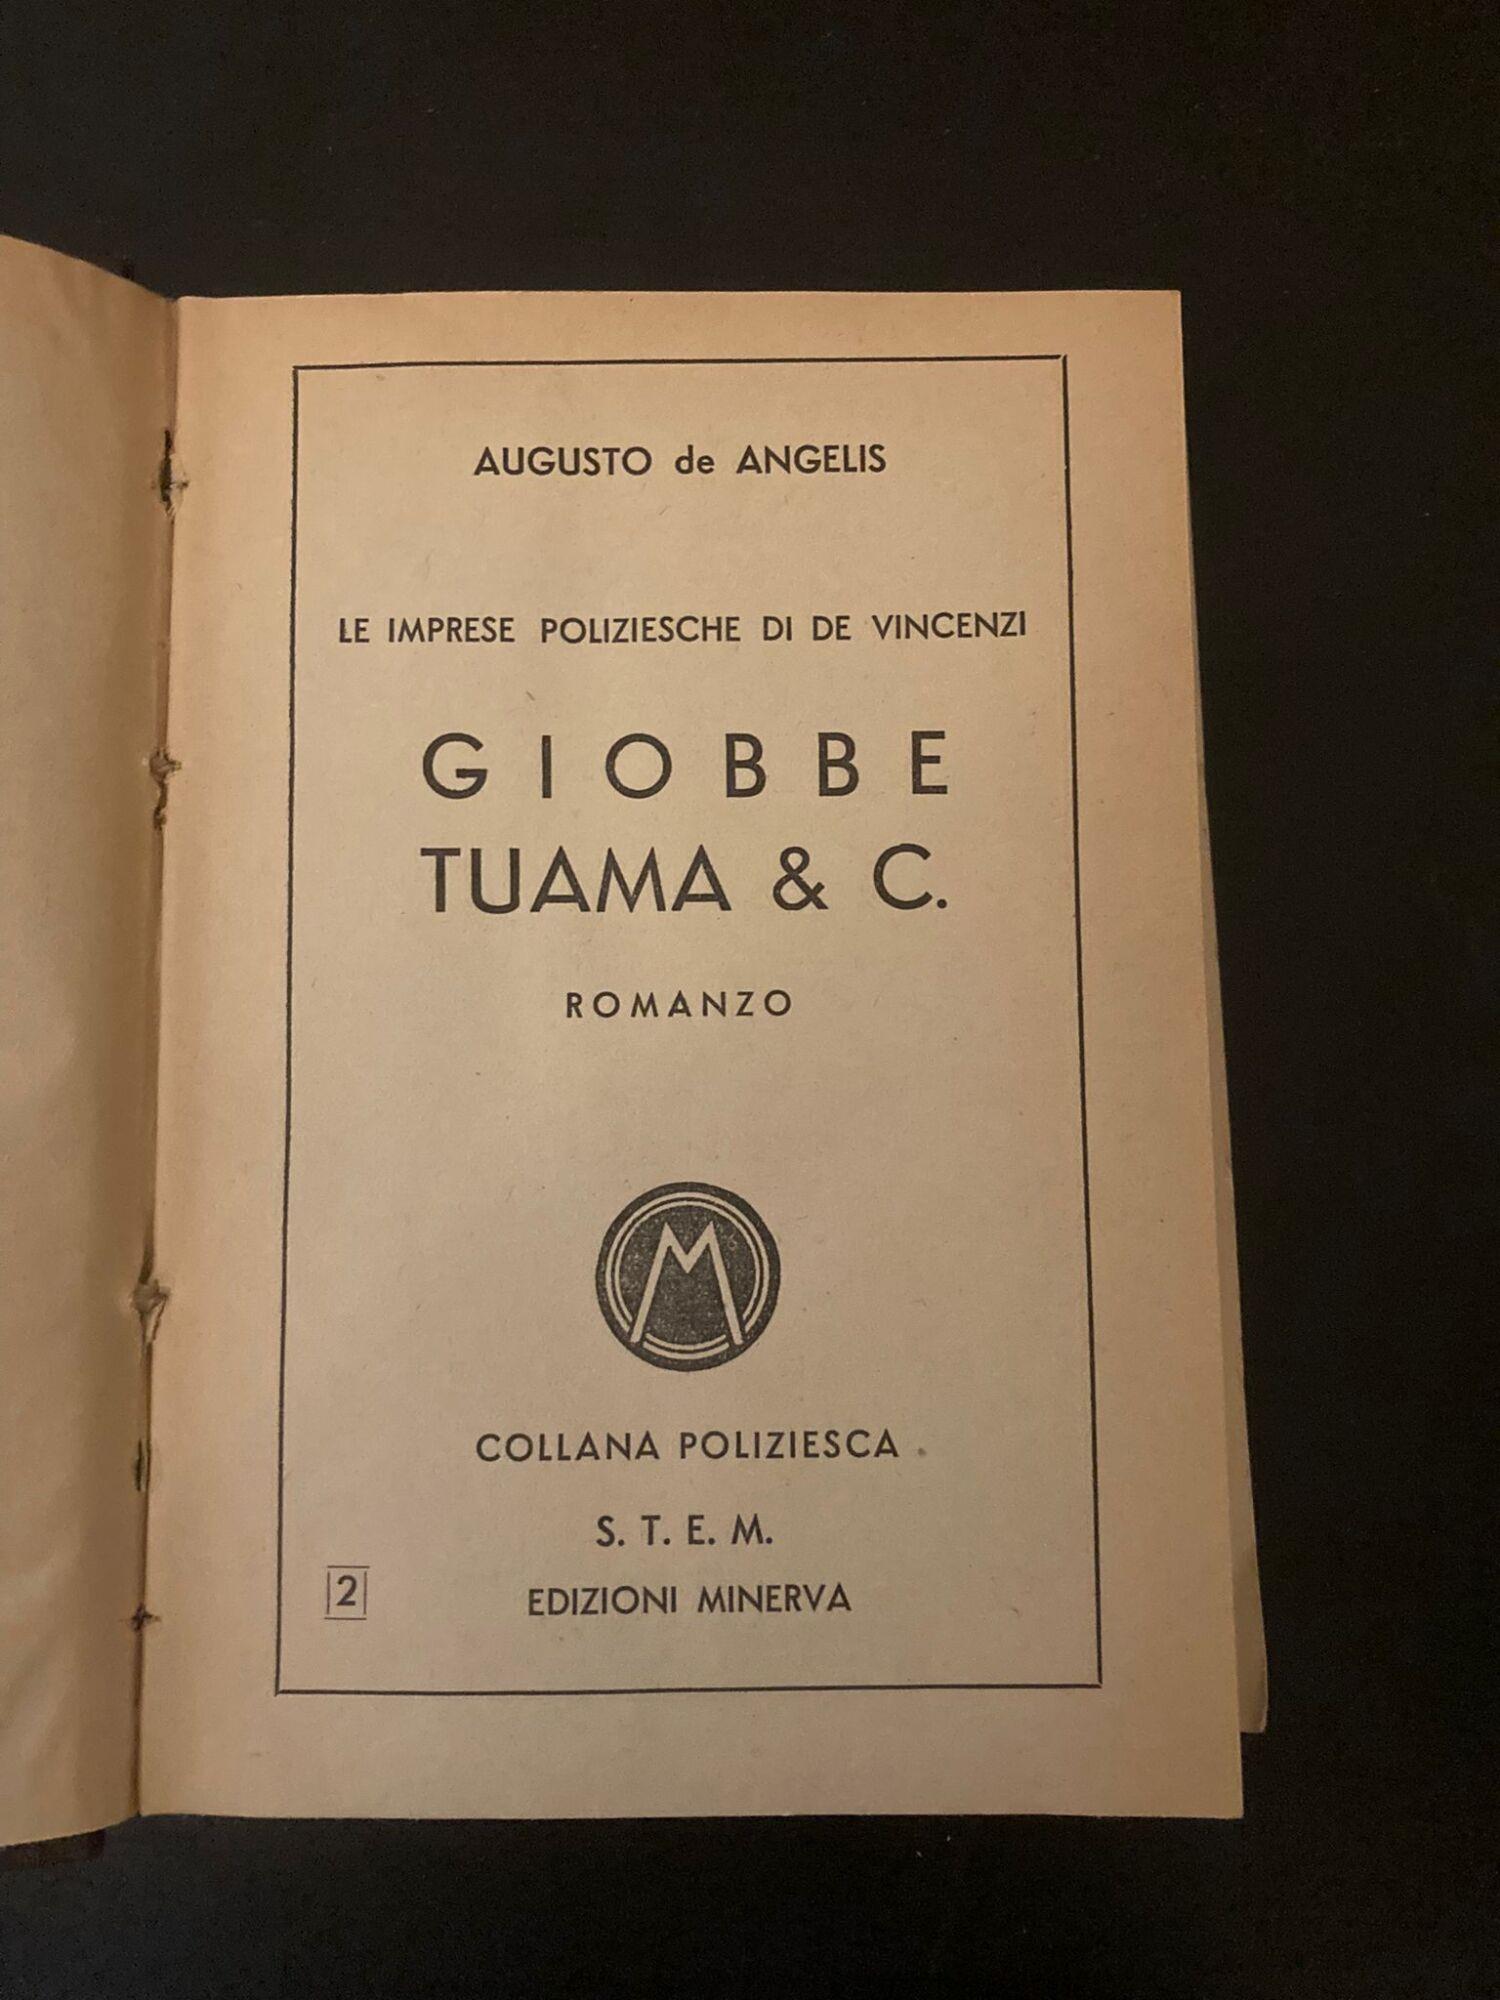 AUGUSTO de ANGELIS
LE IMPRESE POLIZIESCHE DI DE VINCENZI
GIOBBE
TUAMA & C.
ROMANZO
M
COLLANA POLIZIESCA
S. T. E. M.
2
EDIZIONI MINERVA